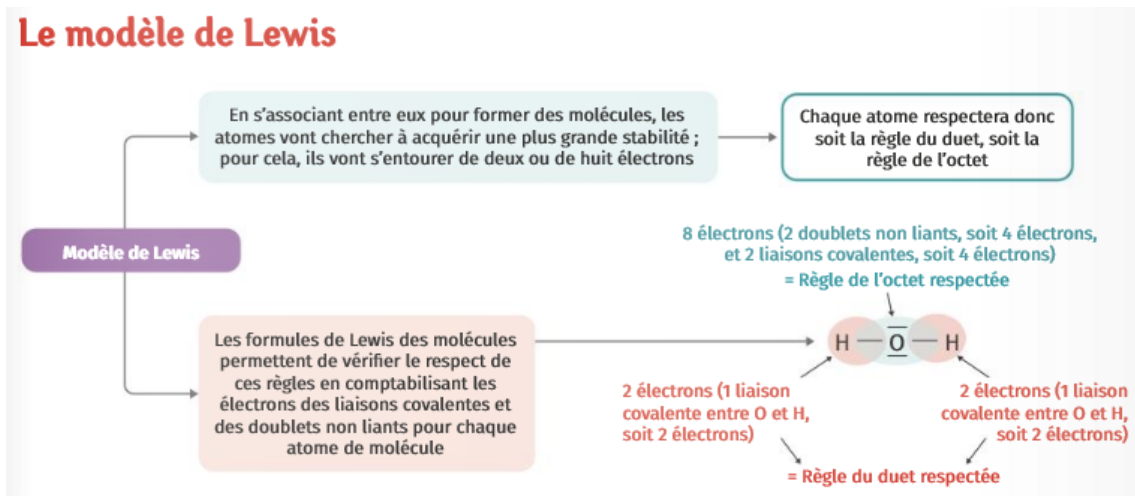 Le modèle de Lewis
En s'associant entre eux pour former des molécules, les
atomes vont chercher à acquérir une plus grande stabilité ;
pour cela, ils vont s'entourer de deux ou de huit électrons
Chaque atome respectera donc
soit la règle du duet, soit la
règle de l'octet
Modèle de Lewis
8 électrons (2 doublets non liants, soit 4 électrons,
et 2 liaisons covalentes, soit 4 électrons)
= Règle de l'octet respectée
Les formules de Lewis des molécules
permettent de vérifier le respect de
ces règles en comptabilisant les
électrons des liaisons covalentes et
des doublets non liants pour chaque
atome de molécule
H — O — H
2 électrons (1 liaison
covalente entre O et H,
soit 2 électrons)
2 électrons (1 liaison
covalente entre O et H,
soit 2 électrons)
= Règle du duet respectée